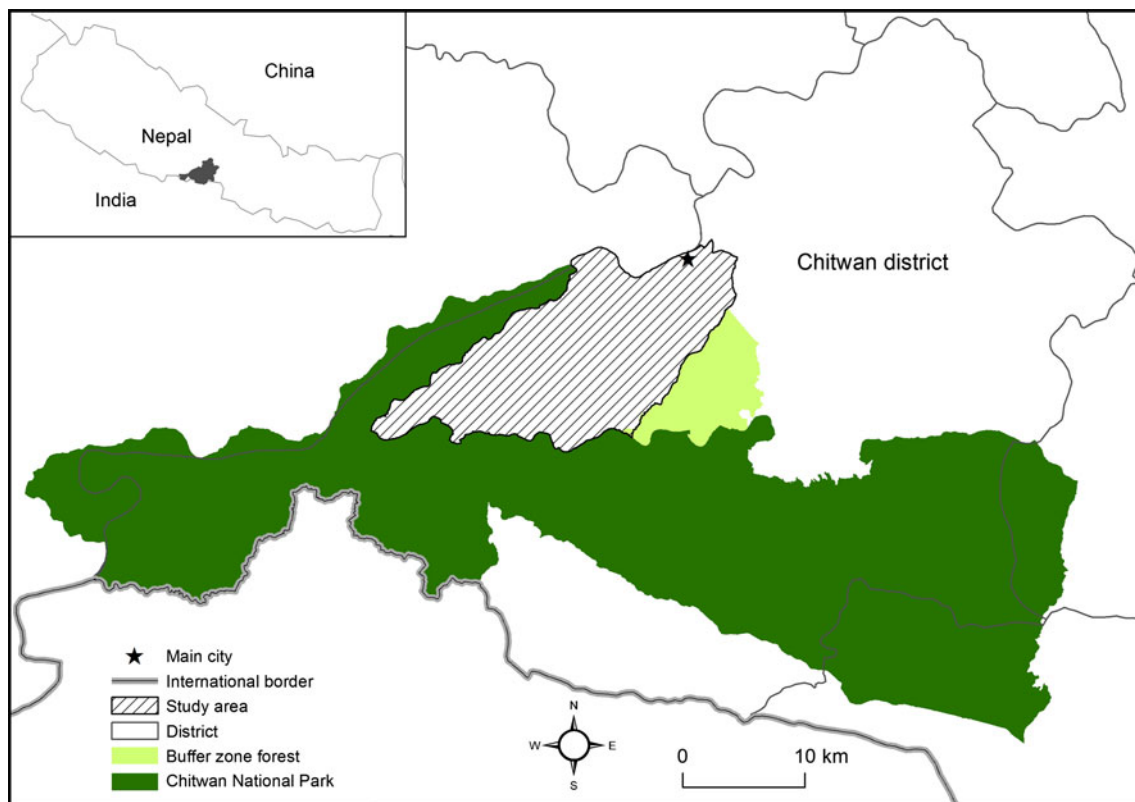 China
Nepal
India
Chitwan district
Main city
International border
Study area
District
Buffer zone forest
Chitwan National Park
N
W E
S
0 10 km